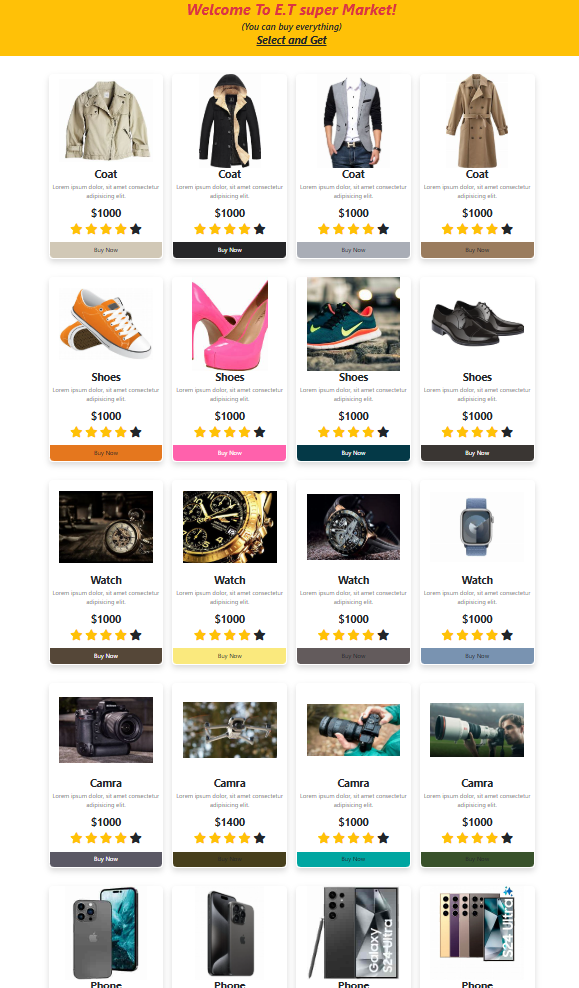 Welcome To E.T super Market!
(You can buy everything)
Select and Get
Coat
Lorem ipsum dolor, sit amet consectetur
adipisicing elit.
$1000
Buy Now
Coat
Lorem ipsum dolor, sit amet consectetur
adipisicing elit.
$1000
Buy Now
Coat
Lorem ipsum dolor, sit amet consectetur
adipisicing elit.
$1000
Buy Now
Coat
Lorem ipsum dolor, sit amet consectetur
adipisicing elit.
$1000
Buy Now
Shoes
Lorem ipsum dolor, sit amet consectetur
adipisicing elit.
$1000
Buy Now
Shoes
Lorem ipsum dolor, sit amet consectetur
adipisicing elit.
$1000
Buy Now
Shoes
Lorem ipsum dolor, sit amet consectetur
adipisicing elit.
$1000
Buy Now
Shoes
Lorem ipsum dolor, sit amet consectetur
adipisicing elit.
$1000
Buy Now
Watch
Lorem ipsum dolor, sit amet consectetur
adipisicing elit.
$1000
Buy Now
Watch
Lorem ipsum dolor, sit amet consectetur
adipisicing elit.
$1000
Buy Now
Watch
Lorem ipsum dolor, sit amet consectetur
adipisicing elit.
$1000
Buy Now
Watch
Lorem ipsum dolor, sit amet consectetur
adipisicing elit.
$1000
Buy Now
Camra
Lorem ipsum dolor, sit amet consectetur
adipisicing elit.
$1000
Buy Now
Camra
Lorem ipsum dolor, sit amet consectetur
adipisicing elit.
$1400
Buy Now
Camra
Lorem ipsum dolor, sit amet consectetur
adipisicing elit.
$1000
Buy Now
Camra
Lorem ipsum dolor, sit amet consectetur
adipisicing elit.
$1000
Buy Now
Phone
Phone
Galaxy
S24 Ultra
Phone
S24 Ultra
Phone